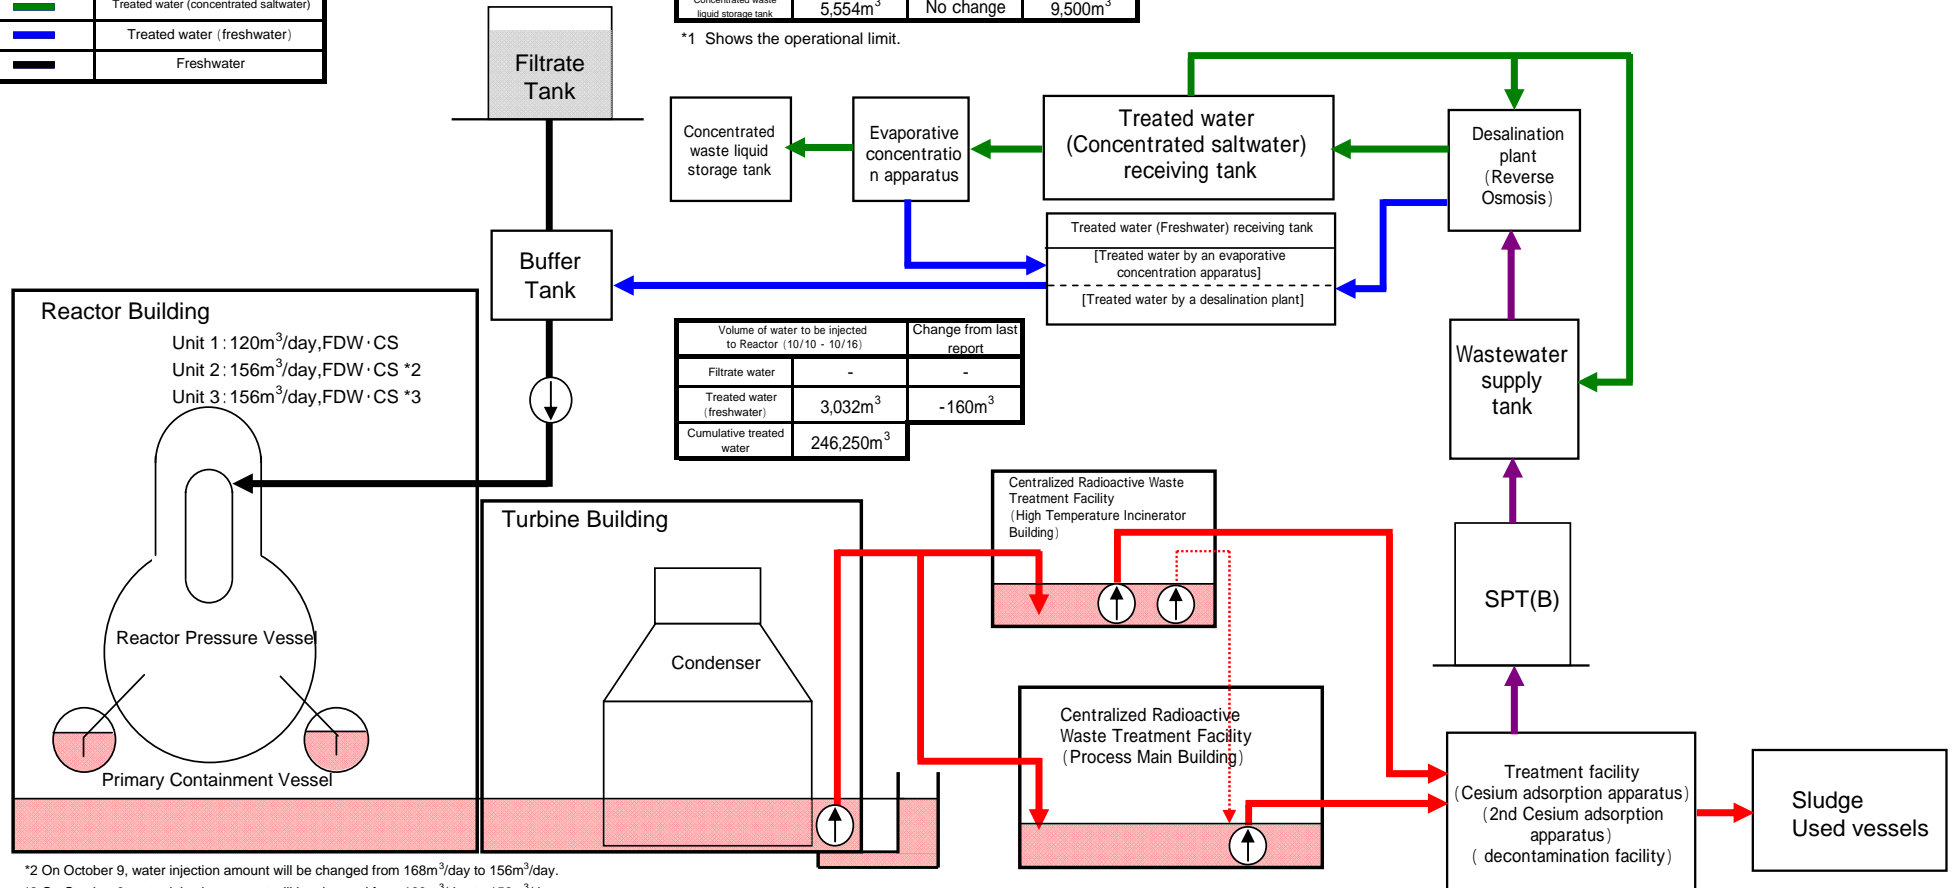 Treated water (concentrated saltwater)
Treated water (freshwater)
Freshwater
Concentrated waste
liquid storage tank
5,554m³
No change
9,500m³
*1 Shows the operational limit.
Filtrate
Tank
Concentrated
waste liquid
storage tank
Evaporative
concentratio
n apparatus
Treated water
(Concentrated saltwater)
receiving tank
Desalination
plant
(Reverse
Osmosis)
Treated water (Freshwater) receiving tank
[Treated water by an evaporative
concentration apparatus]
[Treated water by a desalination plant]
Buffer
Tank
Reactor Building
Unit 1:120m³/day,FDW・CS
Unit 2:156m³/day,FDW・CS *2
Unit 3:156m³/day,FDW・CS *3
Volume of water to be injected
to Reactor (10/10 - 10/16)
Change from last
report
Filtrate water
-
-
Treated water
(freshwater)
3,032m³
-160m³
Cumulative treated
water
246,250m³
Wastewater
supply
tank
Centralized Radioactive Waste
Treatment Facility
(High Temperature Incinerator
Building)
Turbine Building
SPT(B)
Reactor Pressure Vessel
Condenser
Centralized Radioactive
Waste Treatment Facility
(Process Main Building)
Primary Containment Vessel
Treatment facility
(Cesium adsorption apparatus)
(2nd Cesium adsorption
apparatus)
( decontamination facility)
Sludge
Used vessels
*2 On October 9, water injection amount will be changed from 168m³/day to 156m³/day.